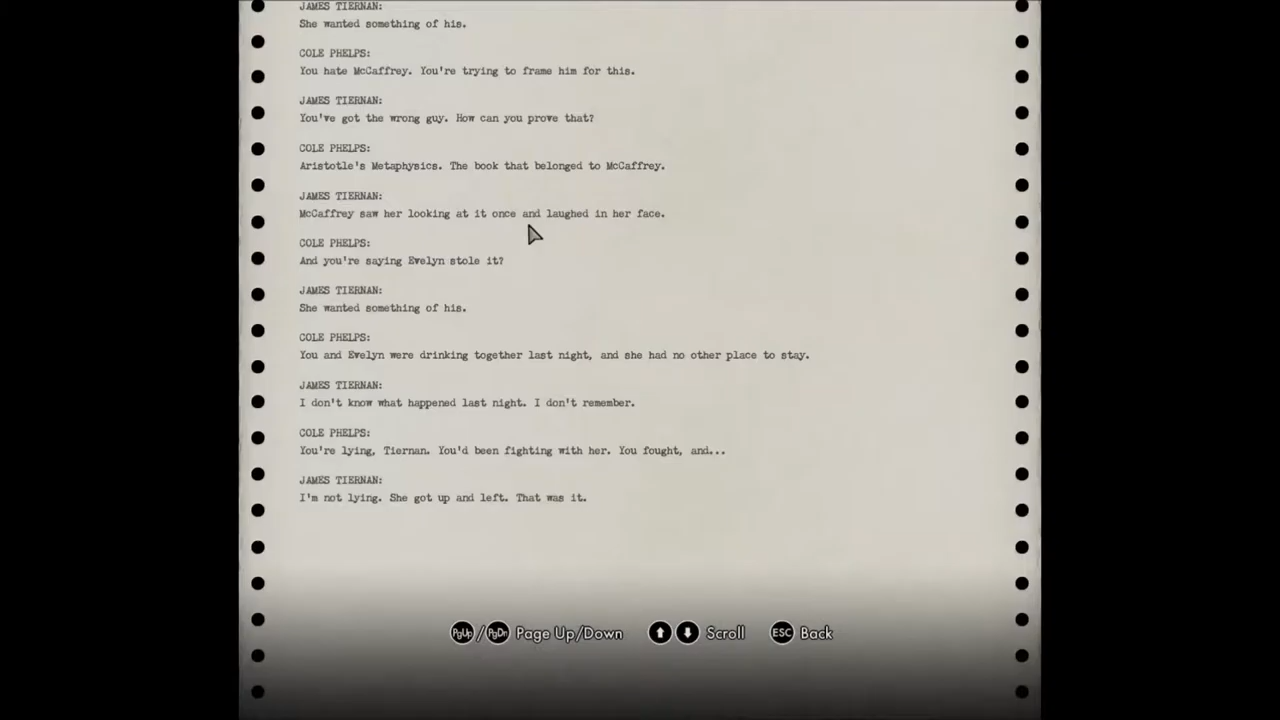 JAMES TIERNAN:
She wanted something of his.
COLE PHELPS:
You hate McCaffrey. You're trying to frame him for this.
JAMES TIERNAN:
You've got the wrong guy. How can you prove that?
COLE PHELPS:
Aristotle's Metaphysics. The book that belonged to McCaffrey.
JAMES TIERNAN:
McCaffrey saw her looking at it once and laughed in her face.
COLE PHELPS:
And you're saying Evelyn stole it?
JAMES TIERNAN:
She wanted something of his.
COLE PHELPS:
You and Evelyn were drinking together last night, and she had no other place to stay.
JAMES TIERNAN:
I don't know what happened last night. I don't remember.
COLE PHELPS:
You're lying, Tiernan. You'd been fighting with her. You fought, and...
JAMES TIERNAN:
I'm not lying. She got up and left. That was it.
PgUp/PgDn Page Up/Down ⬆ ⬇ Scroll ESC Back